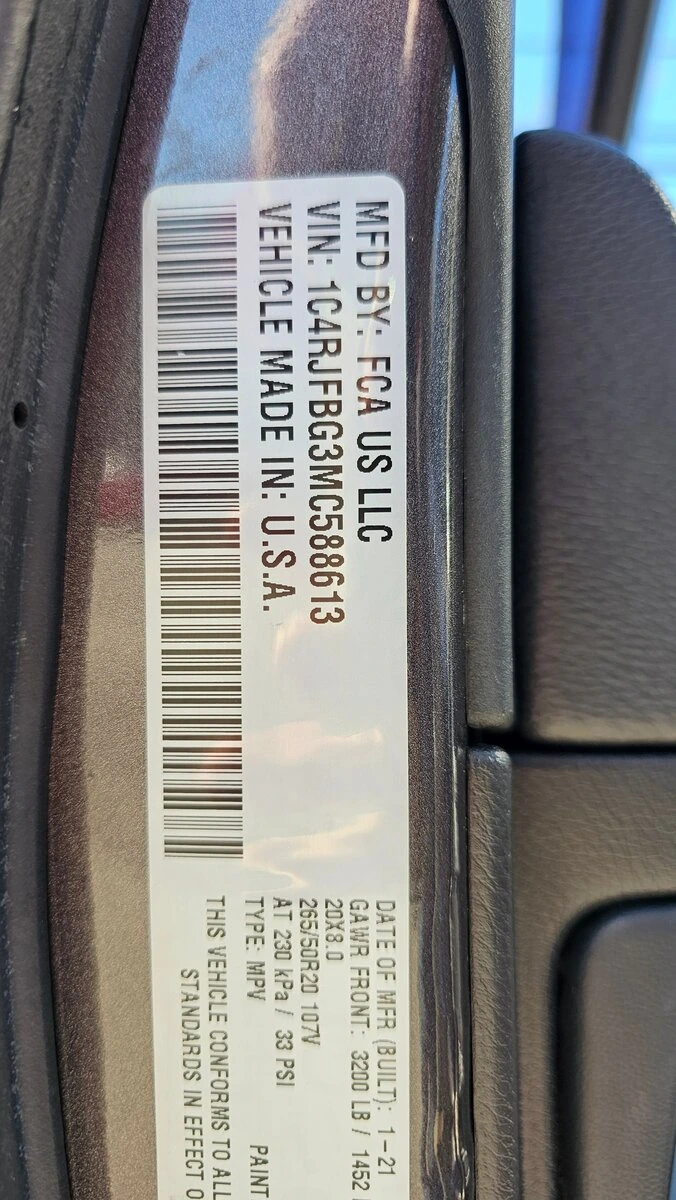 MFD BY: FCA US LLC
VIN: 1C4RJFBG3MC588613
VEHICLE MADE IN: U.S.A.
DATE OF MFR (BUILT): 1-21
GAWR FRONT: 3200 LB / 1452
20X8.0
265/50R20 107V
AT 230 kPa / 33 PSI
TYPE: MPV PAINT
THIS VEHICLE CONFORMS TO ALL
STANDARDS IN EFFECT O